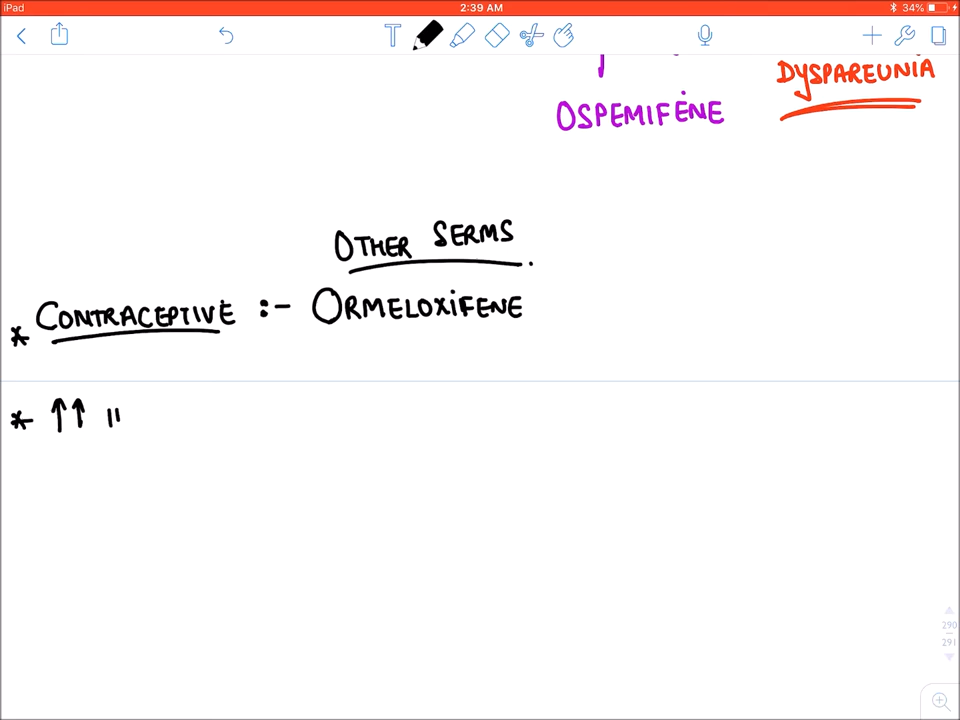 iPad 2:39 AM 34%
T
DYSPAREUNIA
OSPEMIFENE
OTHER SERMS
* CONTRACEPTIVE :- ORMELOXIFENE
* ↑↑
290
291